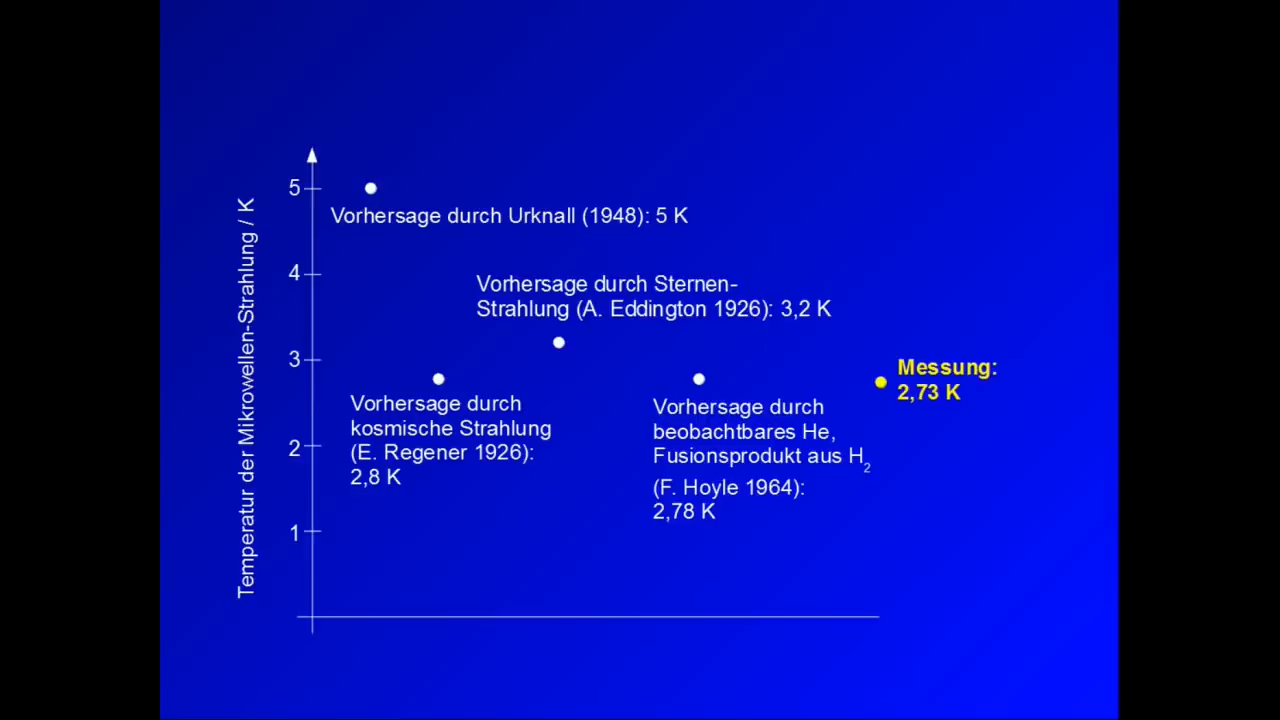 Temperatur der Mikrowellen-Strahlung / K
5
4
3
2
1
Vorhersage durch Urknall (1948): 5 K
Vorhersage durch Sternen-
Strahlung (A. Eddington 1926): 3,2 K
Vorhersage durch
kosmische Strahlung
(E. Regener 1926):
2,8 K
Vorhersage durch
beobachtbares He,
Fusionsprodukt aus H₂
(F. Hoyle 1964):
2,78 K
Messung:
2,73 K